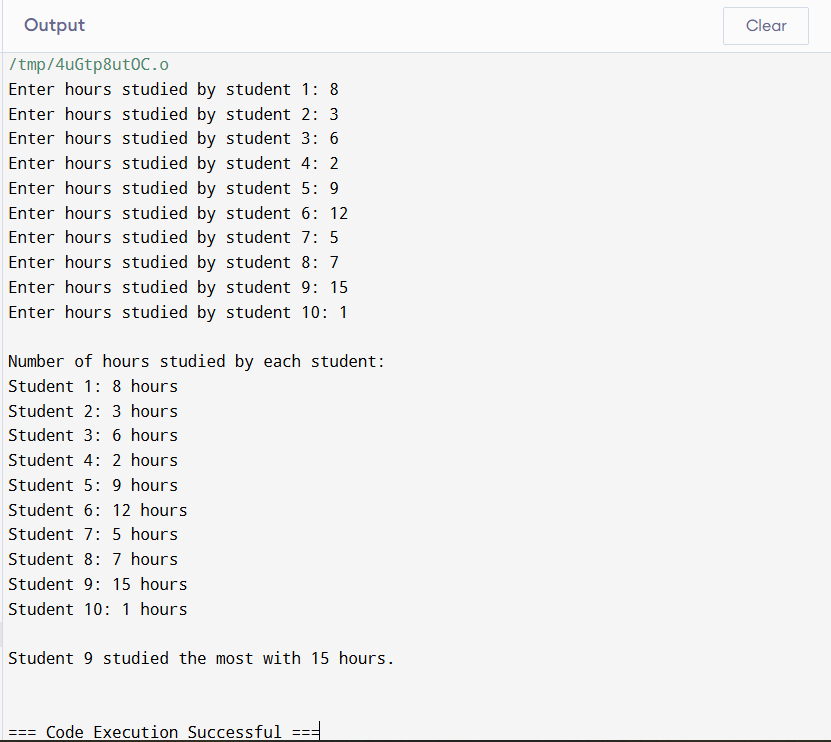 Output
Clear
/tmp/4uGtp8utOC.o
Enter hours studied by student 1: 8
Enter hours studied by student 2: 3
Enter hours studied by student 3: 6
Enter hours studied by student 4: 2
Enter hours studied by student 5: 9
Enter hours studied by student 6: 12
Enter hours studied by student 7: 5
Enter hours studied by student 8: 7
Enter hours studied by student 9: 15
Enter hours studied by student 10: 1
Number of hours studied by each student:
Student 1: 8 hours
Student 2: 3 hours
Student 3: 6 hours
Student 4: 2 hours
Student 5: 9 hours
Student 6: 12 hours
Student 7: 5 hours
Student 8: 7 hours
Student 9: 15 hours
Student 10: 1 hours
Student 9 studied the most with 15 hours.
=== Code Execution Successful ===